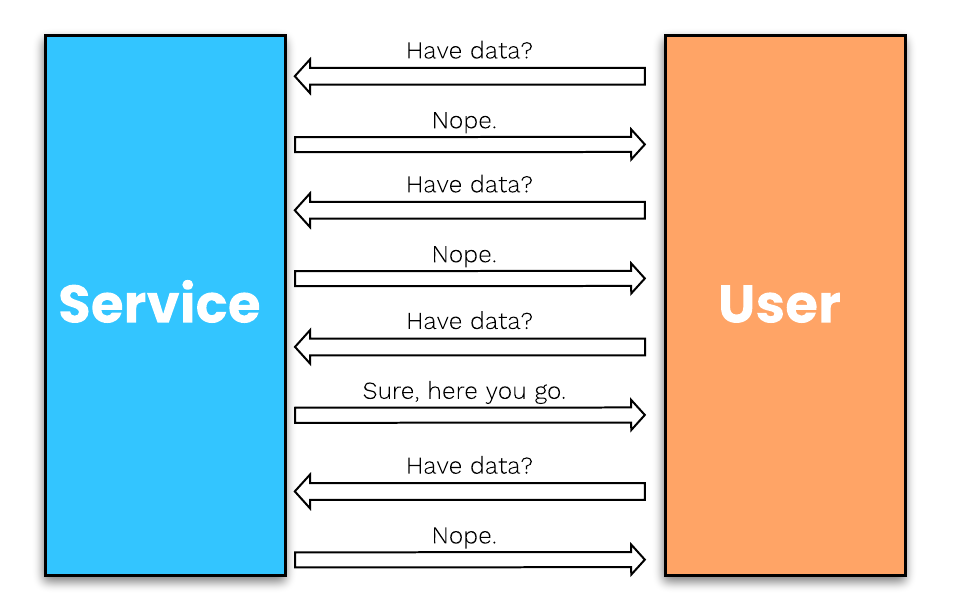 Have data?
Nope.
Have data?
Nope.
Service
User
Have data?
Sure, here you go.
Have data?
Nope.